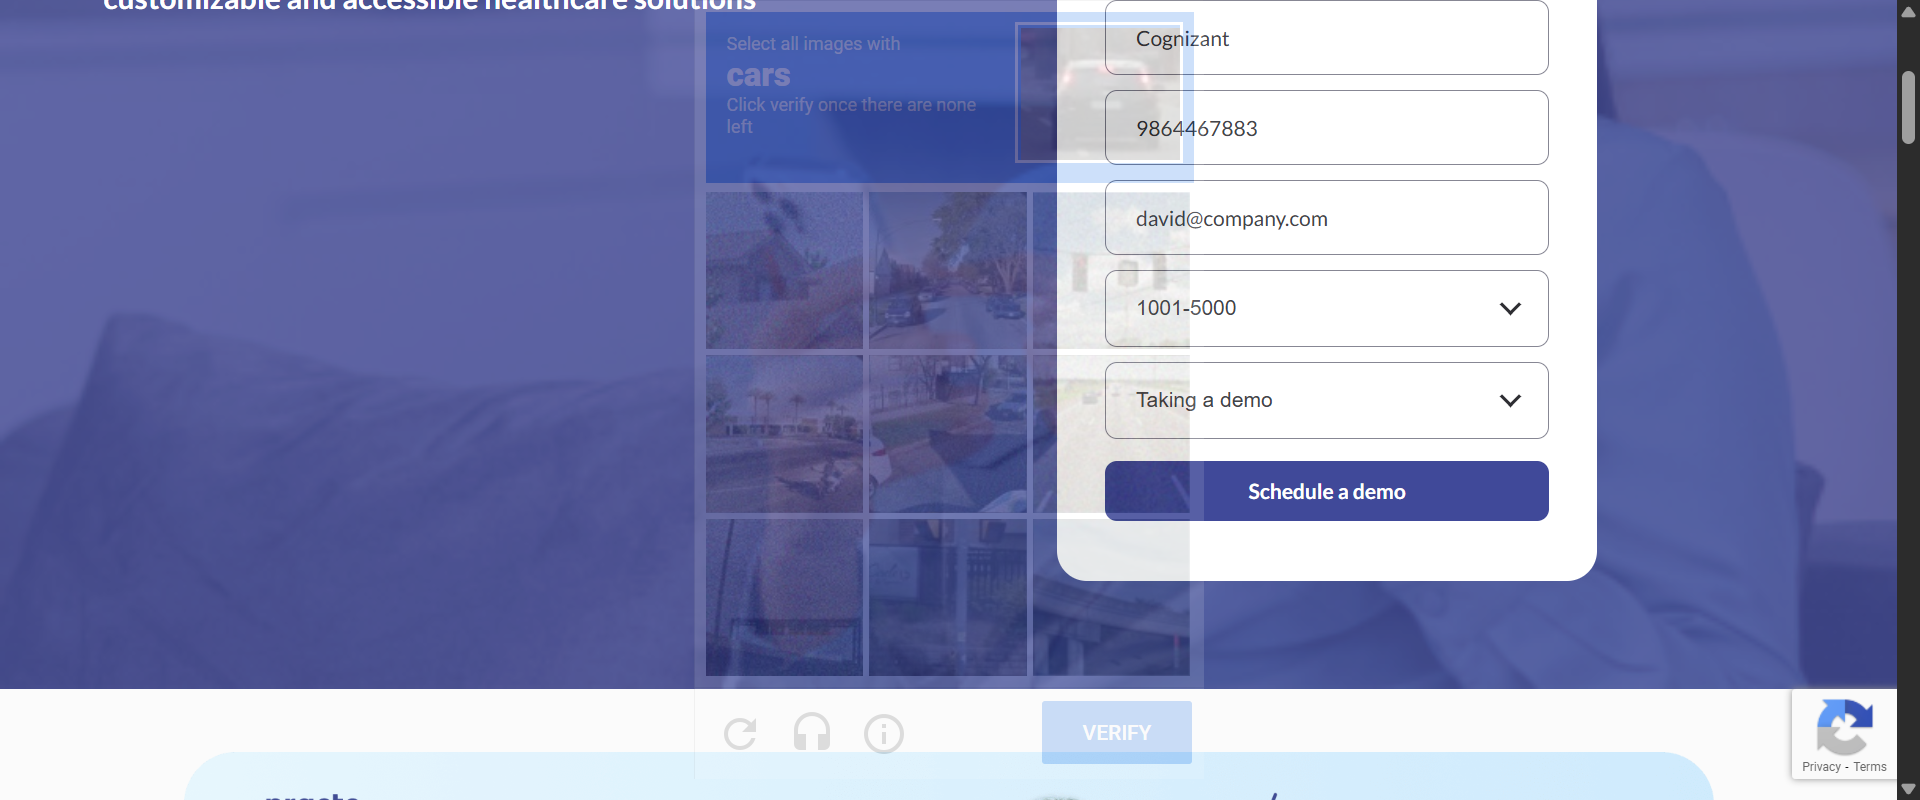 customizable and accessible healthcare solutions
Select all images with
cars
Click verify once there are none
left
Cognizant
9864467883
david@company.com
1001-5000
Taking a demo
Schedule a demo
VERIFY
Privacy - Terms